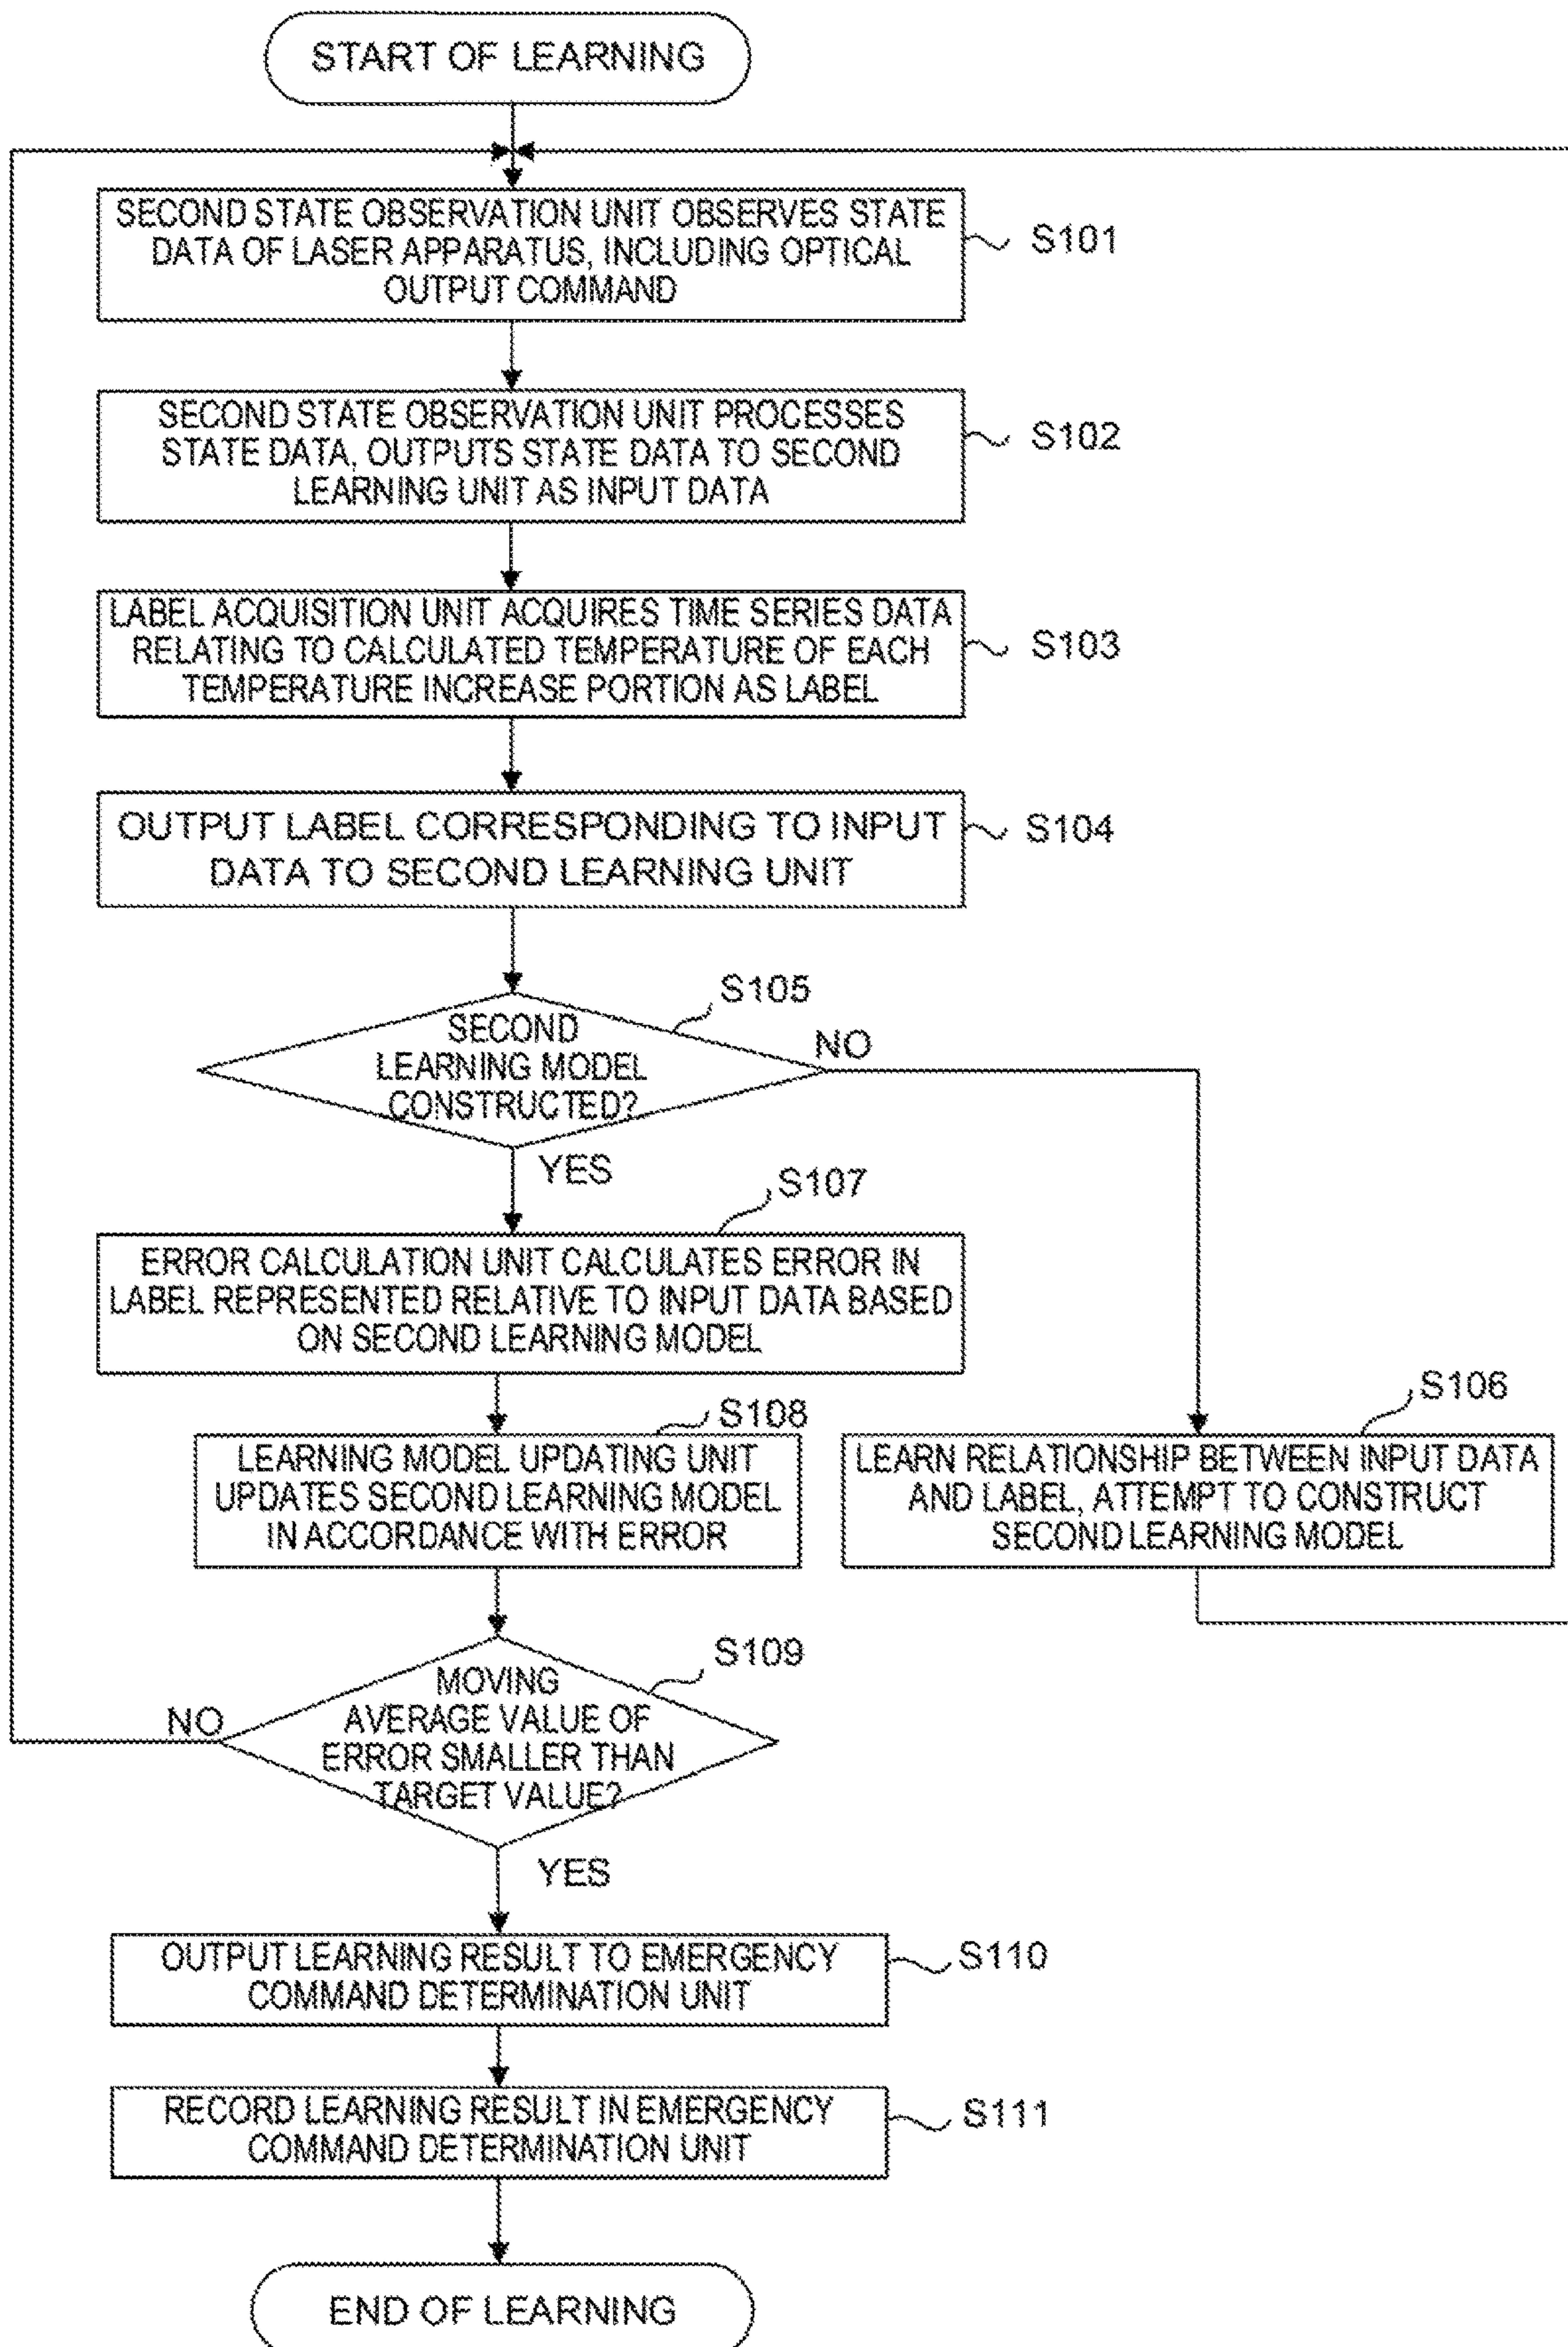 START OF LEARNING
SECOND STATE OBSERVATION UNIT OBSERVES STATE
DATA OF LASER APPARATUS, INCLUDING OPTICAL
OUTPUT COMMAND
S101
SECOND STATE OBSERVATION UNIT PROCESSES
STATE DATA, OUTPUTS STATE DATA TO SECOND
LEARNING UNIT AS INPUT DATA
S102
LABEL ACQUISITION UNIT ACQUIRES TIME SERIES DATA
RELATING TO CALCULATED TEMPERATURE OF EACH
TEMPERATURE INCREASE PORTION AS LABEL
S103
OUTPUT LABEL CORRESPONDING TO INPUT
DATA TO SECOND LEARNING UNIT
S104
S105
SECOND
LEARNING MODEL
CONSTRUCTED?
NO
YES
S107
ERROR CALCULATION UNIT CALCULATES ERROR IN
LABEL REPRESENTED RELATIVE TO INPUT DATA BASED
ON SECOND LEARNING MODEL
S108
LEARNING MODEL UPDATING UNIT
UPDATES SECOND LEARNING MODEL
IN ACCORDANCE WITH ERROR
S106
LEARN RELATIONSHIP BETWEEN INPUT DATA
AND LABEL, ATTEMPT TO CONSTRUCT
SECOND LEARNING MODEL
S109
MOVING
AVERAGE VALUE OF
ERROR SMALLER THAN
TARGET VALUE?
NO
YES
OUTPUT LEARNING RESULT TO EMERGENCY
COMMAND DETERMINATION UNIT
S110
RECORD LEARNING RESULT IN EMERGENCY
COMMAND DETERMINATION UNIT
S111
END OF LEARNING